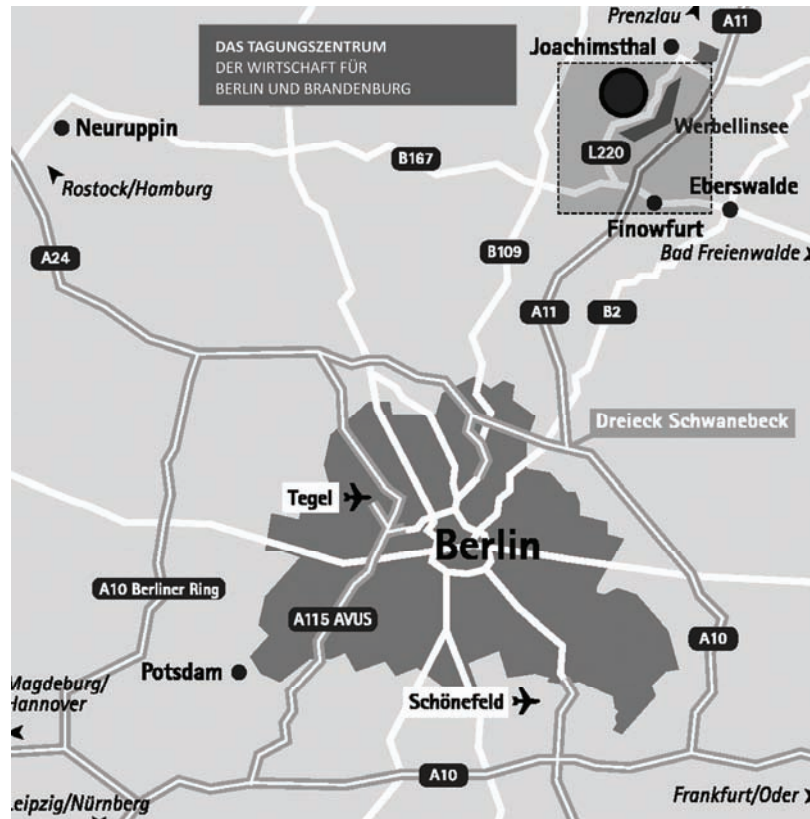 Prenzlau
A11
DAS TAGUNGSZENTRUM
DER WIRTSCHAFT FÜR
BERLIN UND BRANDENBURG
Joachimsthal
Neuruppin
Werbellinsee
B167
L220
Rostock/Hamburg
Eberswalde
Finowfurt
Bad Freienwalde
A24
B109
A11
B2
Dreieck Schwanebeck
Tegel
Berlin
A10 Berliner Ring
A115 AVUS
A10
Potsdam
Magdeburg/
Hannover
Schönefeld
A10
Leipzig/Nürnberg
Frankfurt/Oder